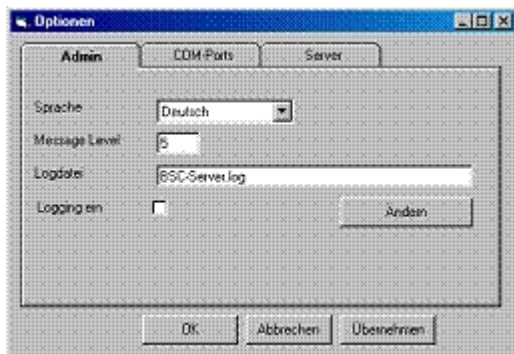 Optionen
Admin COM-Ports Server
Sprache Deutsch
Message Level 5
Logdatei BSC-Server.log
Logging ein
Ändern
OK Abbrechen Übernehmen